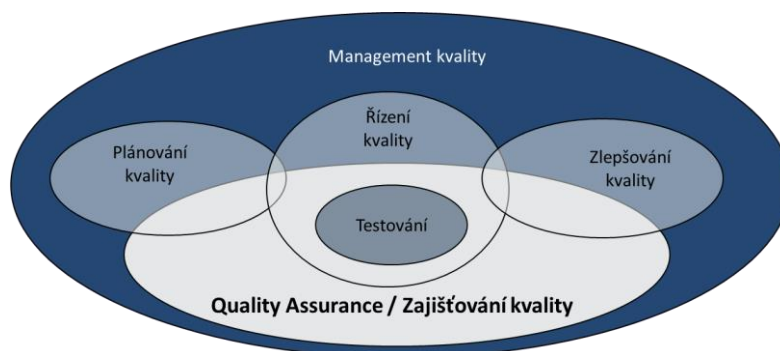 Management kvality
Řízení
kvality
Plánování
kvality
Zlepšování
kvality
Testování
Quality Assurance / Zajišťování kvality